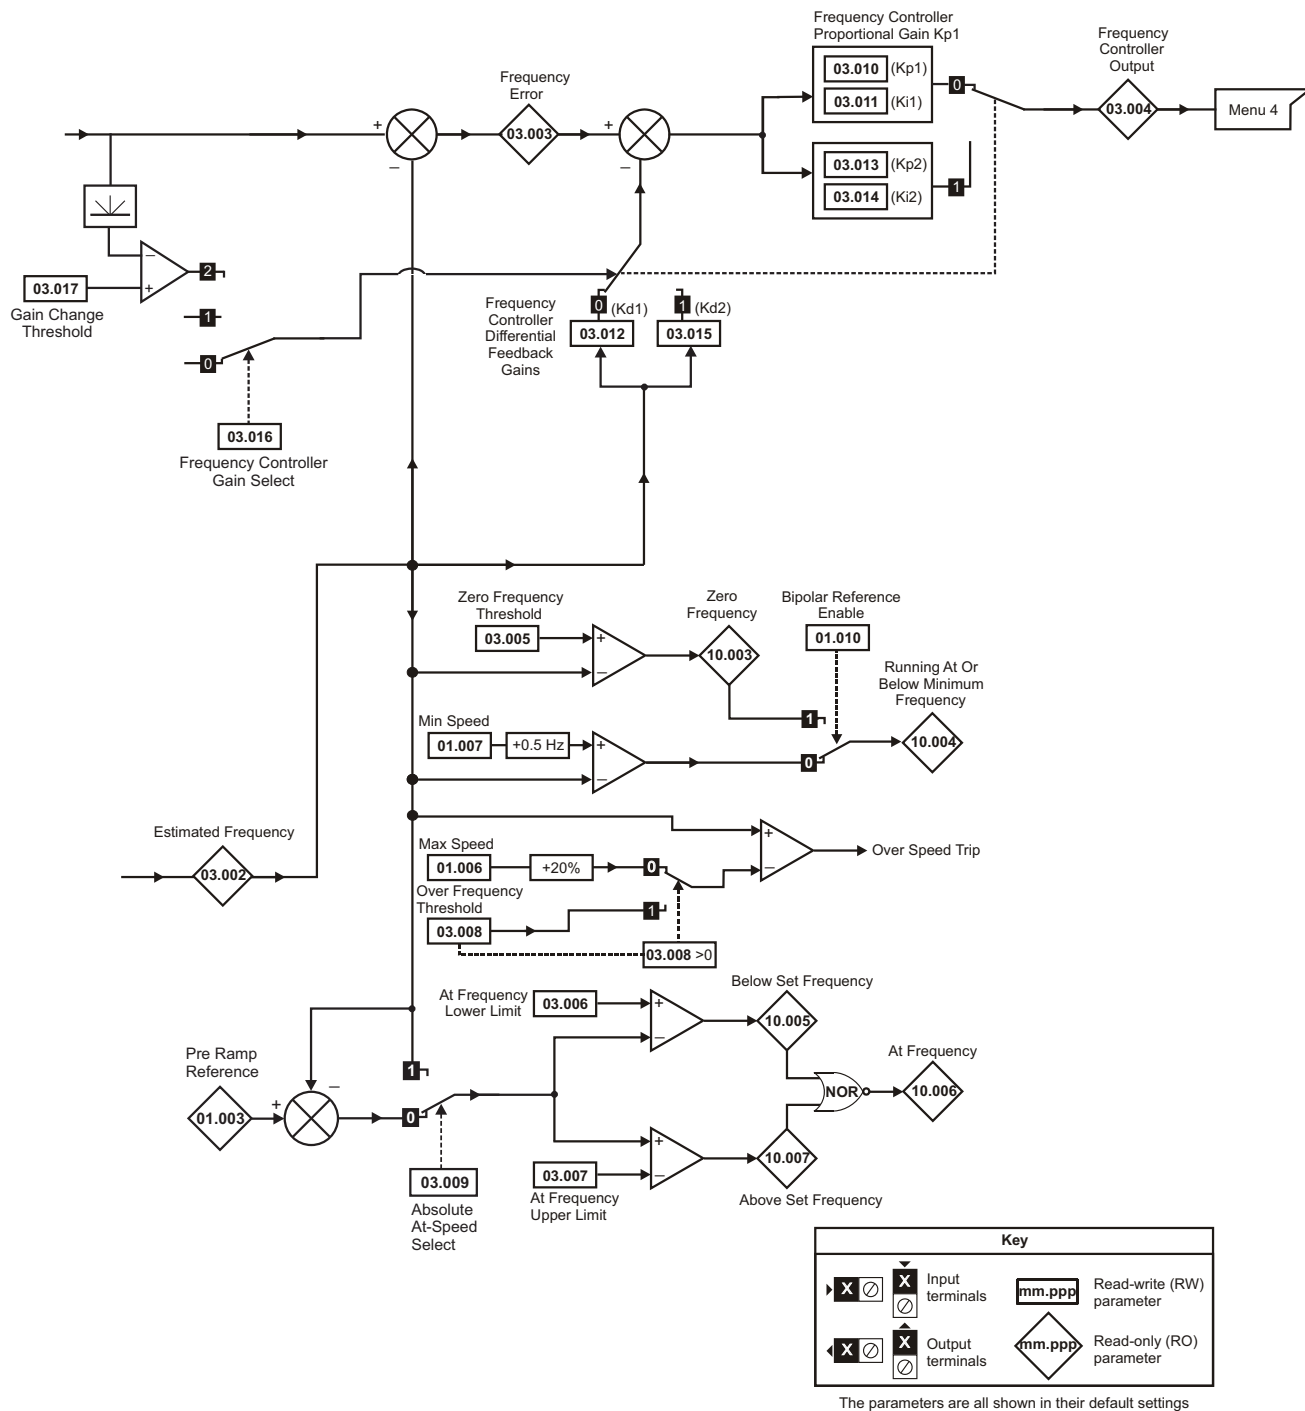 Frequency Controller
Proportional Gain Kp1
Frequency
Controller
Output
Frequency
Error
03.010 (Kp1)
03.011 (Ki1)
0
03.004
Menu 4
+
03.003
+
–
–
03.013 (Kp2)
03.014 (Ki2)
1
–
+
2
03.017
Gain Change
Threshold
1
0
03.016
Frequency Controller
Gain Select
Frequency
Controller
Differential
Feedback
Gains
0 (Kd1)
03.012
1 (Kd2)
03.015
Zero Frequency
Threshold
03.005
+
–
Zero
Frequency
10.003
Bipolar Reference
Enable
01.010
Running At Or
Below Minimum
Frequency
1
10.004
Min Speed
01.007
+0.5 Hz
+
–
0
Estimated Frequency
03.002
Max Speed
01.006
+20%
0
+
–
Over Speed Trip
Over Frequency
Threshold
03.008
1
03.008 >0
At Frequency
Lower Limit
03.006
+
–
Below Set Frequency
10.005
Pre Ramp
Reference
01.003
+
–
1
0
NOR
At Frequency
10.006
03.009
Absolute
At-Speed
Select
+
–
03.007
At Frequency
Upper Limit
10.007
Above Set Frequency
Key
X
X
Input
terminals
mm.ppp
Read-write (RW)
parameter
X
X
Output
terminals
mm.ppp
Read-only (RO)
parameter
The parameters are all shown in their default settings